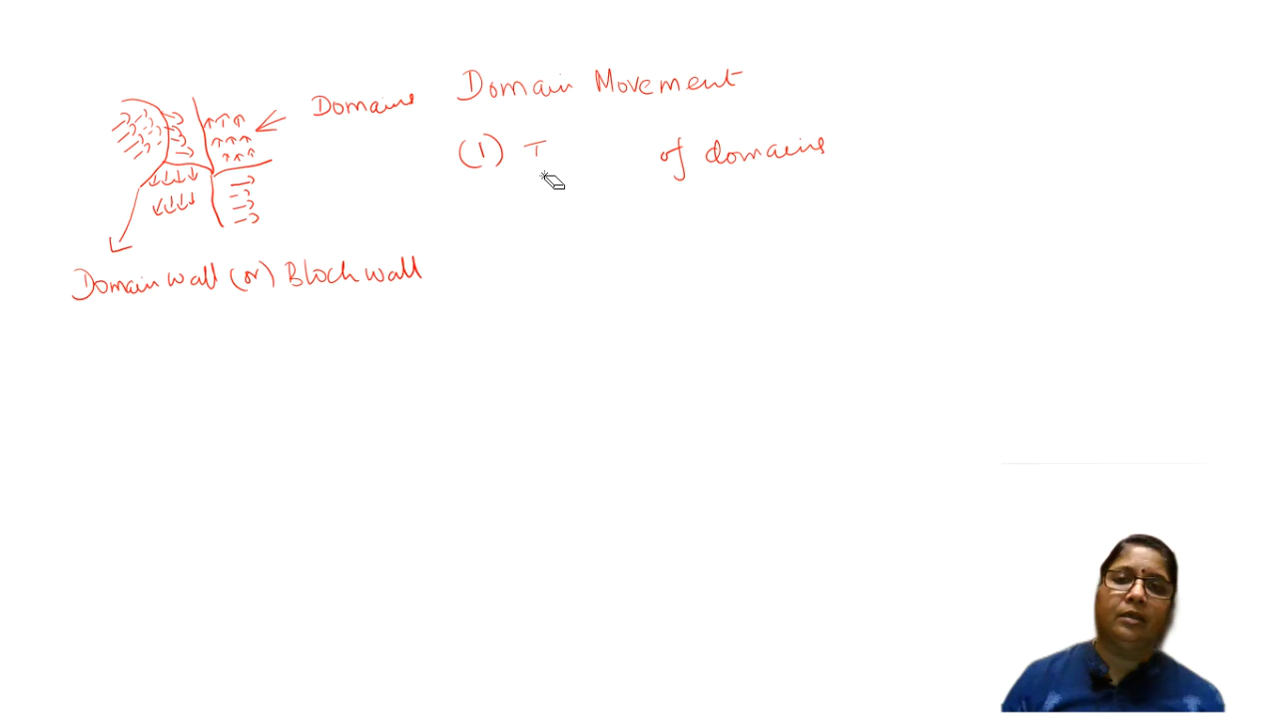 Domains
Domain Movement
(1) T of domains
Domain wall (or) Bloch wall